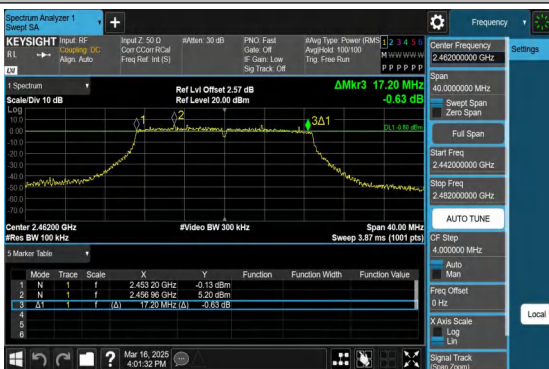 Spectrum Analyzer 1
Swept SA
Frequency
KEYSIGHT
RL
Input: RF
Coupling: DC
Align: Auto
Input Z: 50 Ω
Corr CCorr RCal
Freq Ref: Int (S)
#Atten: 30 dB
PNO: Fast
Gate: Off
IF Gain: Low
Sig Track: Off
#Avg Type: Power (RMS
Avg|Hold: 100/100
Trig: Free Run
1 2 3 4 5 6
M W W W W W
P P P P P P
1 Spectrum
Scale/Div 10 dB
Ref Lvl Offset 2.57 dB
Ref Level 20.00 dBm
ΔMkr3 17.20 MHz
-0.63 dB
Log
10.0
0.00
-10.0
-20.0
-30.0
-40.0
-50.0
-60.0
-70.0
1
2
3Δ1
DL1 -0.80 dBm
Center 2.46200 GHz
#Res BW 100 kHz
#Video BW 300 kHz
Span 40.00 MHz
Sweep 3.87 ms (1001 pts)
5 Marker Table
Mode Trace Scale X Y Function Function Width Function Value
1 N 1 f 2.453 20 GHz -0.13 dBm
2 N 1 f 2.456 96 GHz 5.20 dBm
3 Δ1 1 f (Δ) 17.20 MHz (Δ) -0.63 dB
4
5
6
Mar 16, 2025
4:01:32 PM
Center Frequency
2.462000000 GHz
Settings
Span
40.0000000 MHz
Swept Span
Zero Span
Full Span
Start Freq
2.442000000 GHz
Stop Freq
2.482000000 GHz
AUTO TUNE
CF Step
4.000000 MHz
Auto
Man
Freq Offset
0 Hz
X Axis Scale
Log
Lin
Local
Signal Track
(Span Zoom)